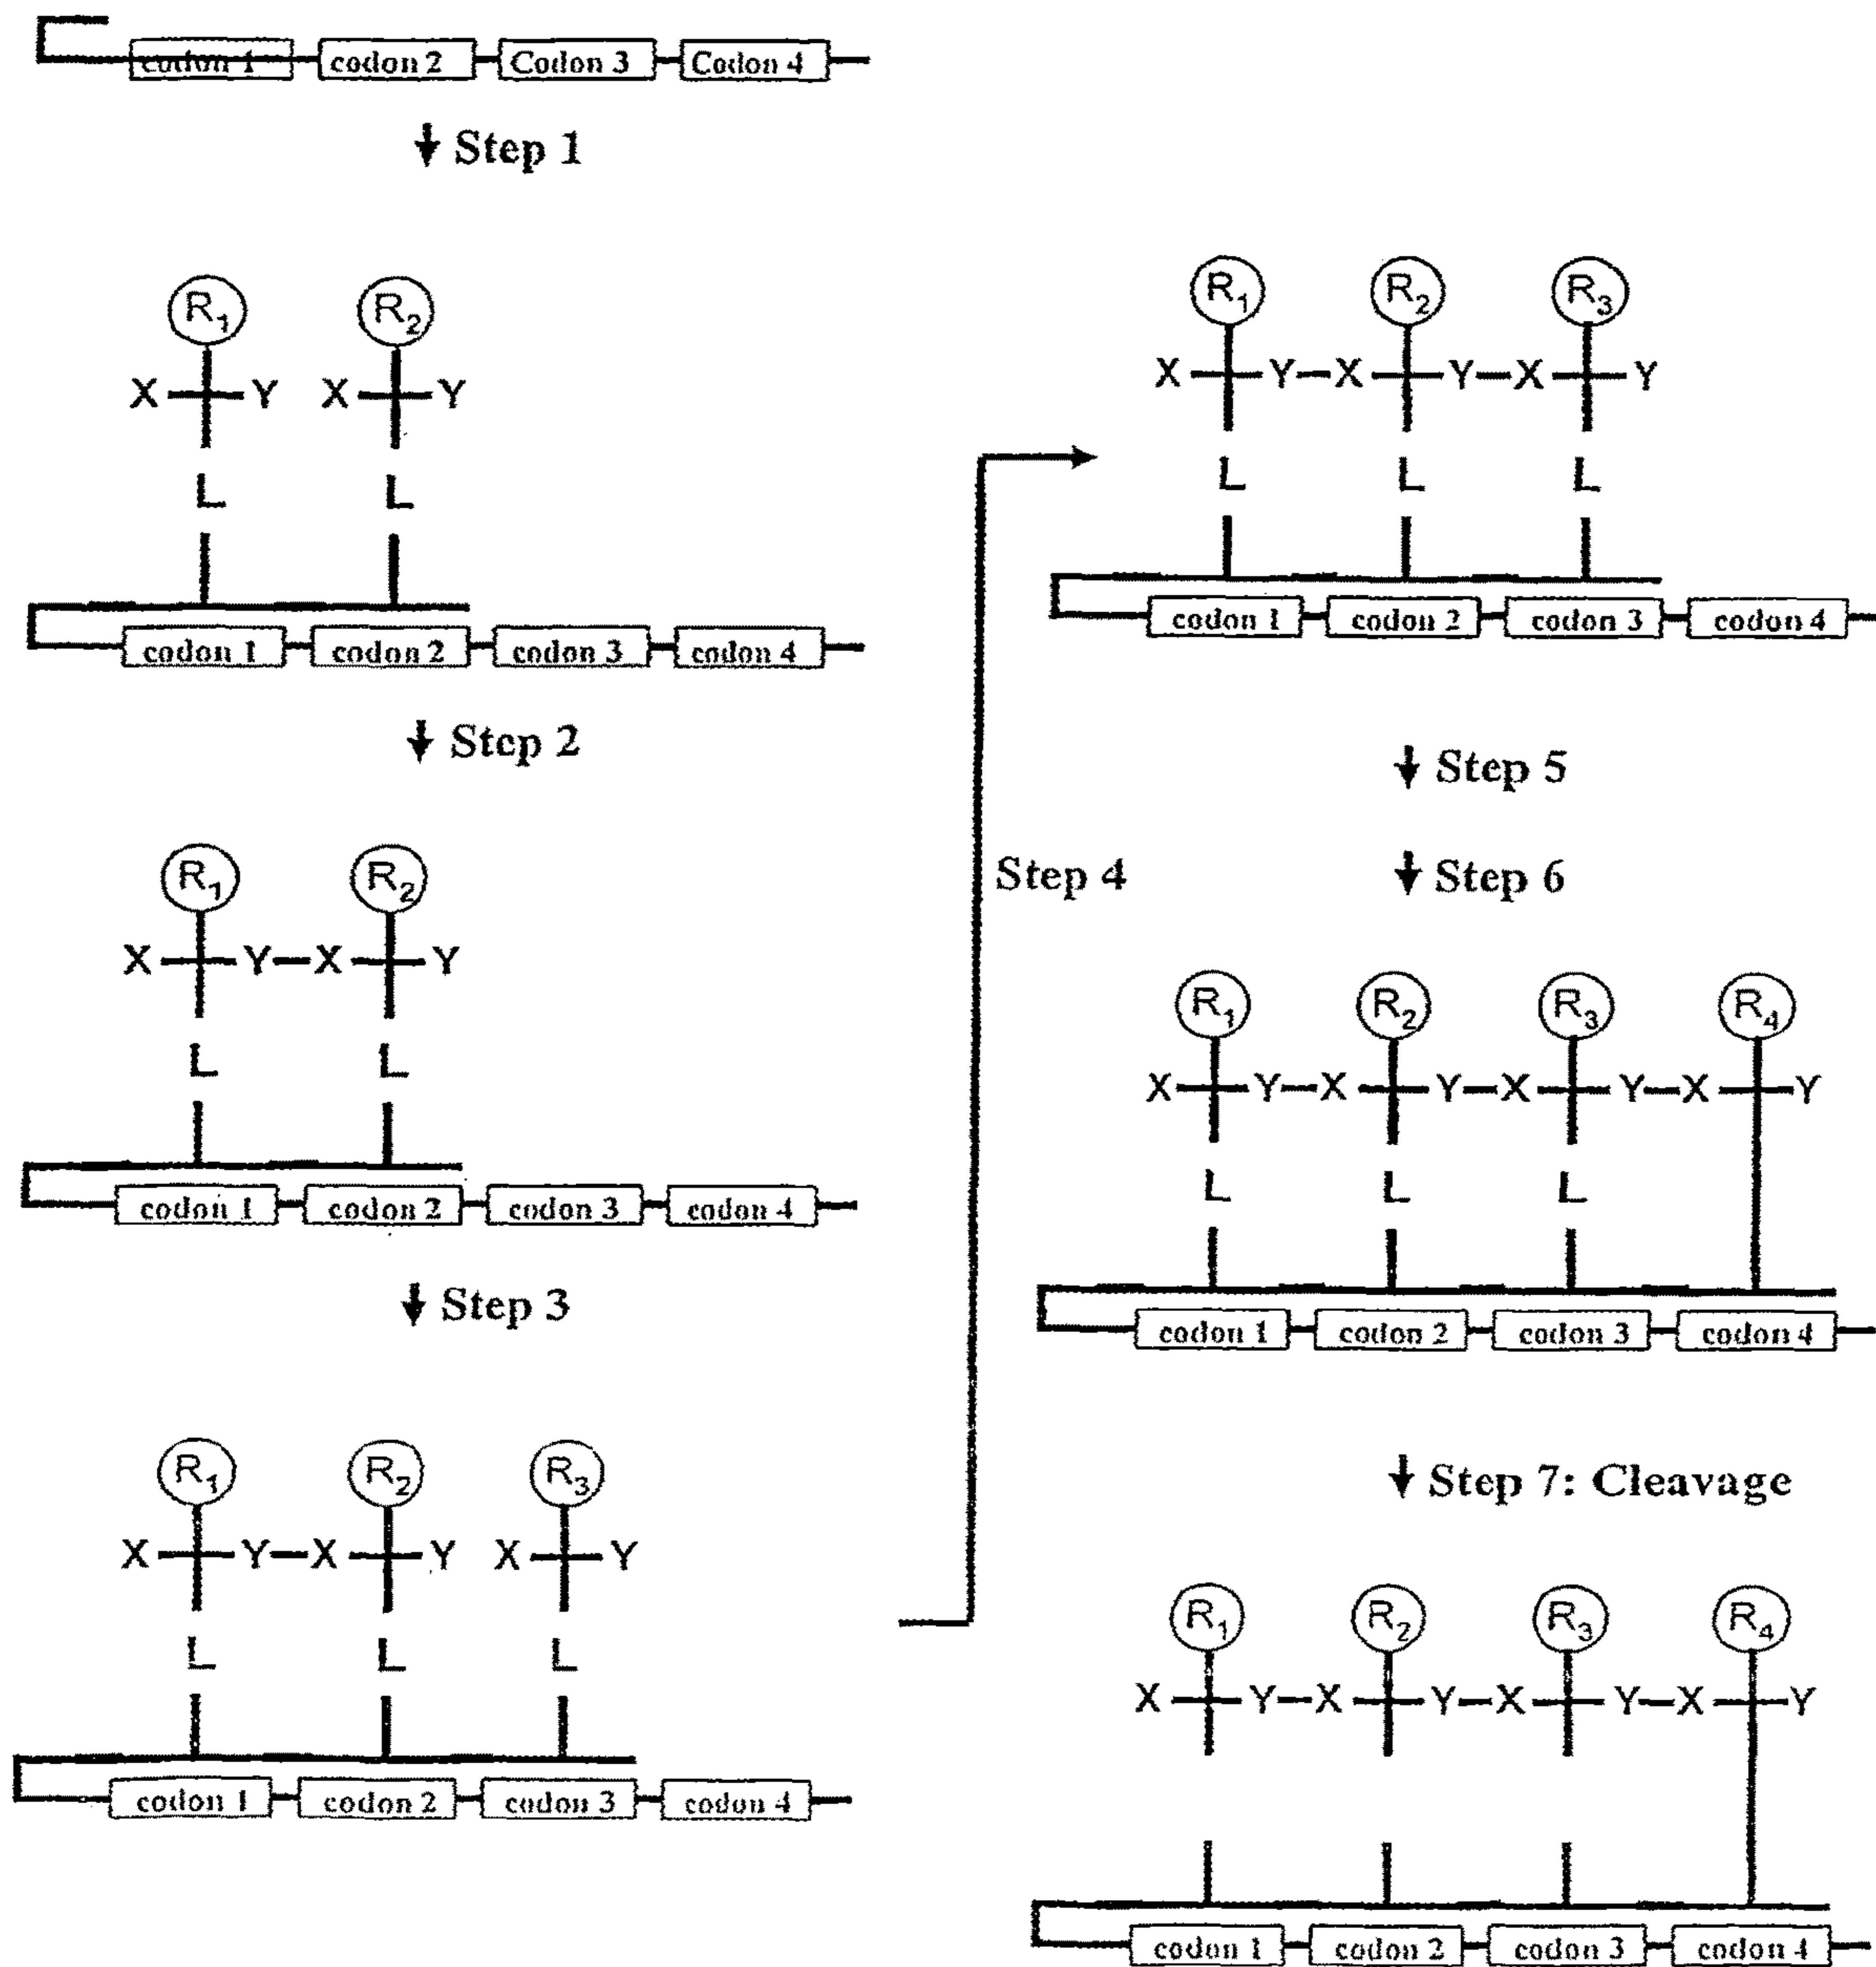 codon 1 codon 2 Codon 3 Codon 4
Step 1
R1 R2
X Y X Y
L L
codon 1 codon 2 codon 3 codon 4
Step 2
R1 R2
X Y—X Y
L L
codon 1 codon 2 codon 3 codon 4
Step 3
R1 R2 R3
X Y—X Y X Y
L L L
codon 1 codon 2 codon 3 codon 4
Step 4
R1 R2 R3
X Y—X Y—X Y
L L L
codon 1 codon 2 codon 3 codon 4
Step 5
Step 6
R1 R2 R3 R4
X Y—X Y—X Y—X Y
L L L
codon 1 codon 2 codon 3 codon 4
Step 7: Cleavage
R1 R2 R3 R4
X Y—X Y—X Y—X Y
codon 1 codon 2 codon 3 codon 4